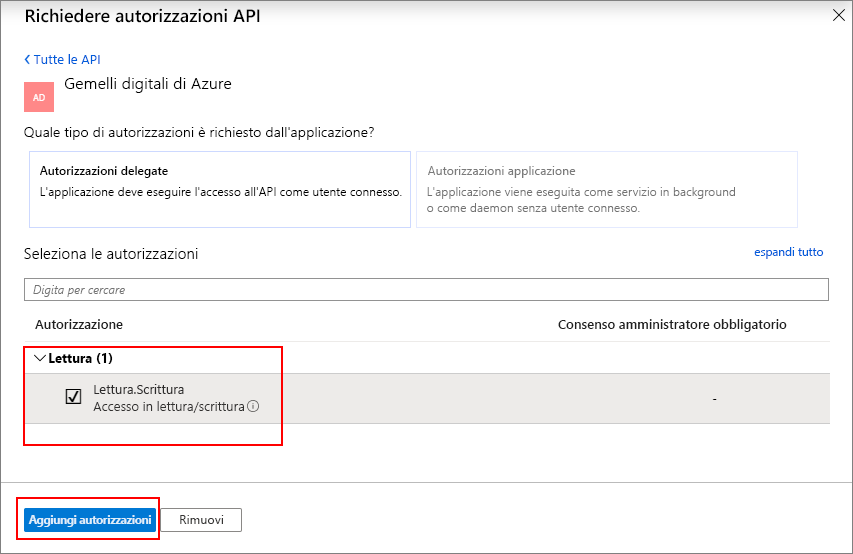 Richiedere autorizzazioni API
Tutte le API
AD
Gemelli digitali di Azure
Quale tipo di autorizzazioni è richiesto dall'applicazione?
Autorizzazioni delegate
L'applicazione deve eseguire l'accesso all'API come utente connesso.
Autorizzazioni applicazione
L'applicazione viene eseguita come servizio in background
o come daemon senza utente connesso.
Seleziona le autorizzazioni
espandi tutto
Digita per cercare
Autorizzazione
Consenso amministratore obbligatorio
Lettura (1)
Lettura.Scrittura
Accesso in lettura/scrittura
-
Aggiungi autorizzazioni
Rimuovi